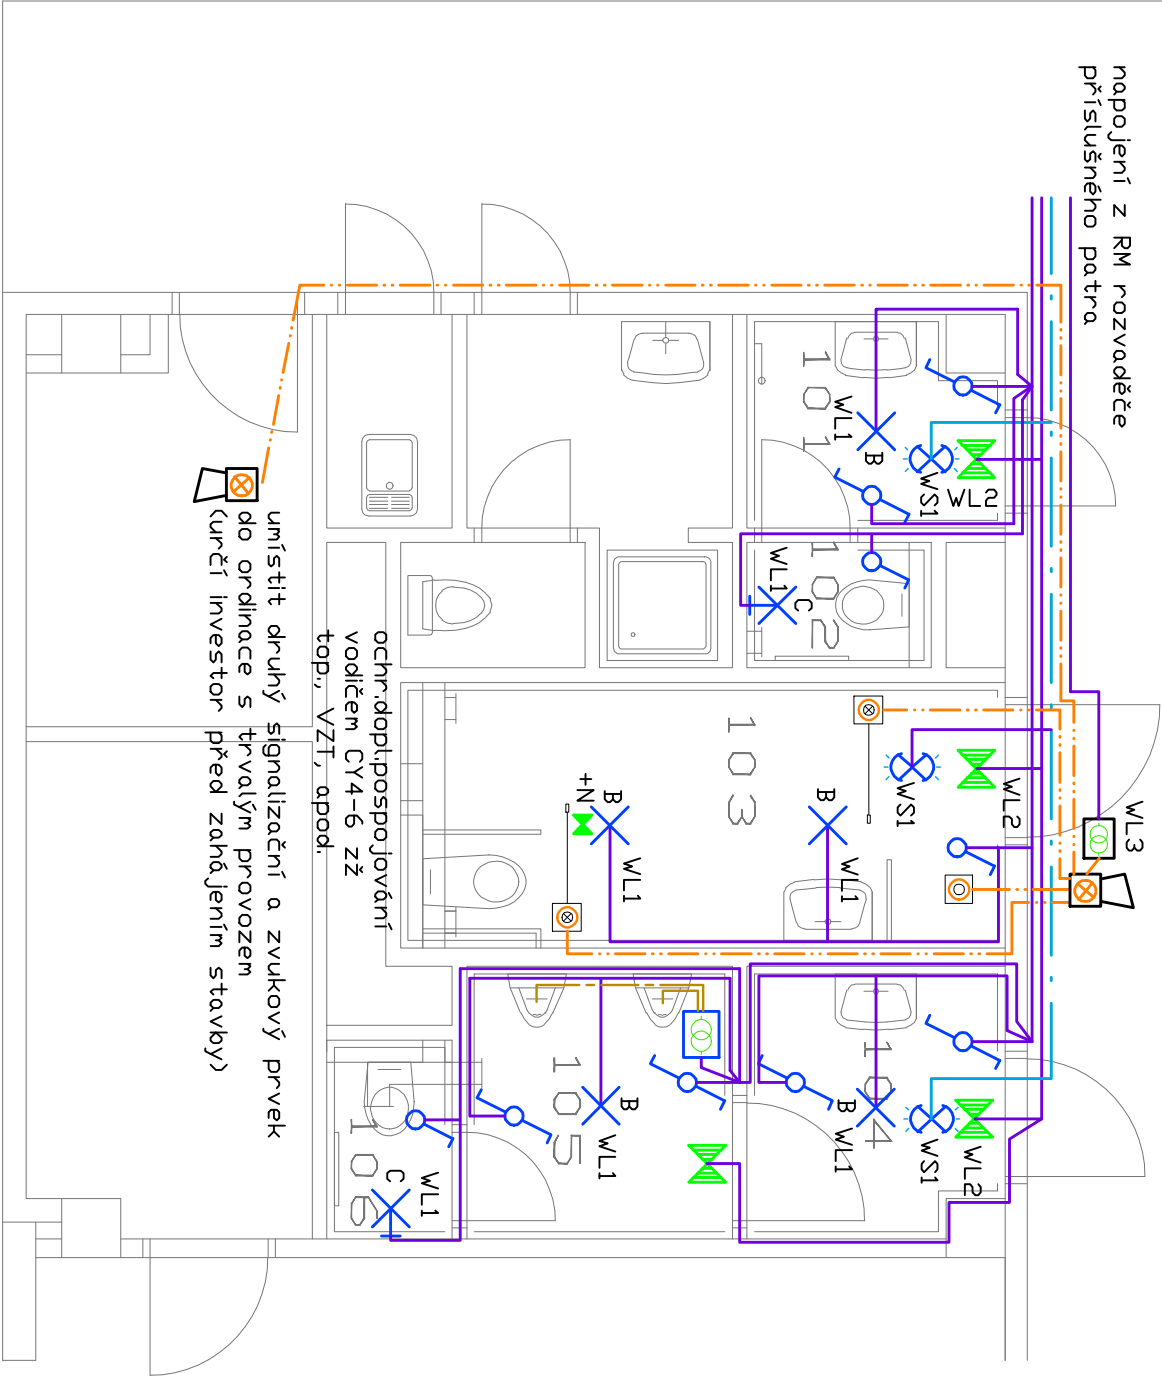 napojení z RM rozvaděče
příslušného patra
101
WL1
B
WS1
WL2
102
WL1
C
103
WS1
WL2
WL3
B
WL1
+N
B
WL1
ochr.dopl.pospojování
vodičem CY4-6 zž
top., VZT, apod.
umístit druhý signalizační a zvukový prvek
do ordinace s trvalým provozem
(určí investor před zahájením stavby)
104
B
WL1
WS1
WL2
105
B
WL1
106
C
WL1